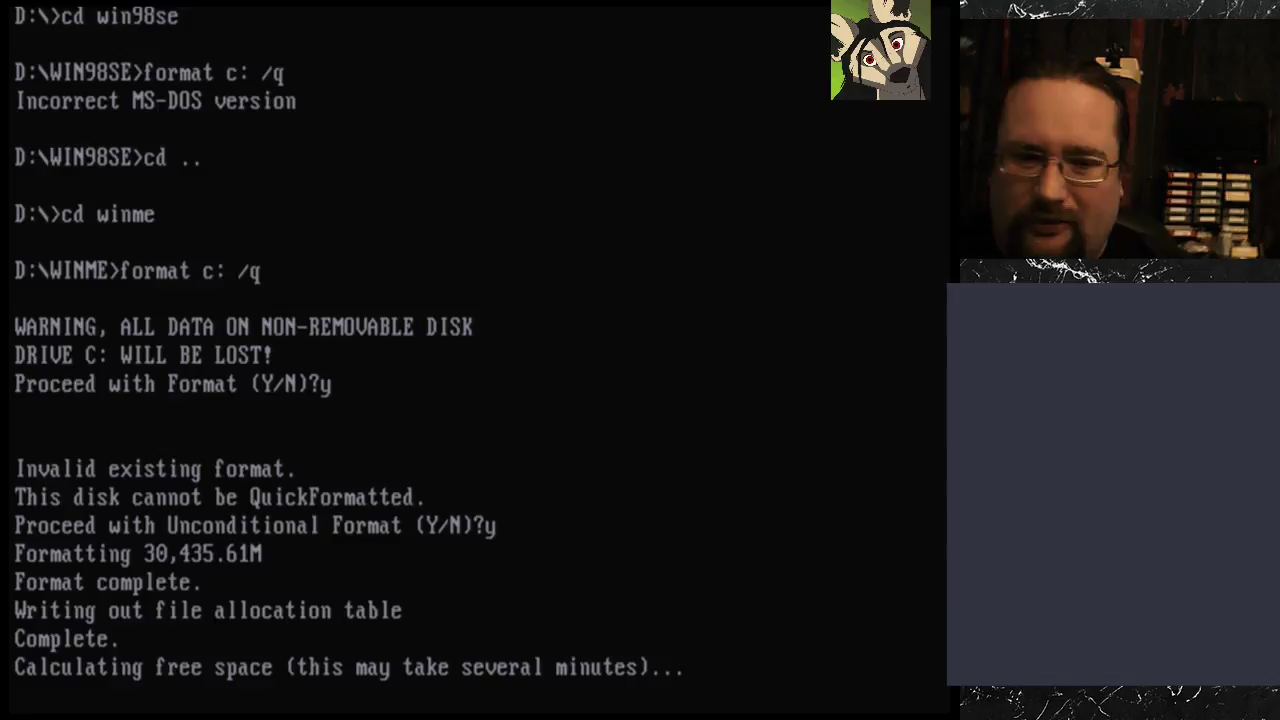 D:\>cd win98se
D:\WIN98SE>format c: /q
Incorrect MS-DOS version
D:\WIN98SE>cd ..
D:\>cd winme
D:\WINME>format c: /q
WARNING, ALL DATA ON NON-REMOVABLE DISK
DRIVE C: WILL BE LOST!
Proceed with Format (Y/N)?y
Invalid existing format.
This disk cannot be QuickFormatted.
Proceed with Unconditional Format (Y/N)?y
Formatting 30,435.61M
Format complete.
Writing out file allocation table
Complete.
Calculating free space (this may take several minutes)...